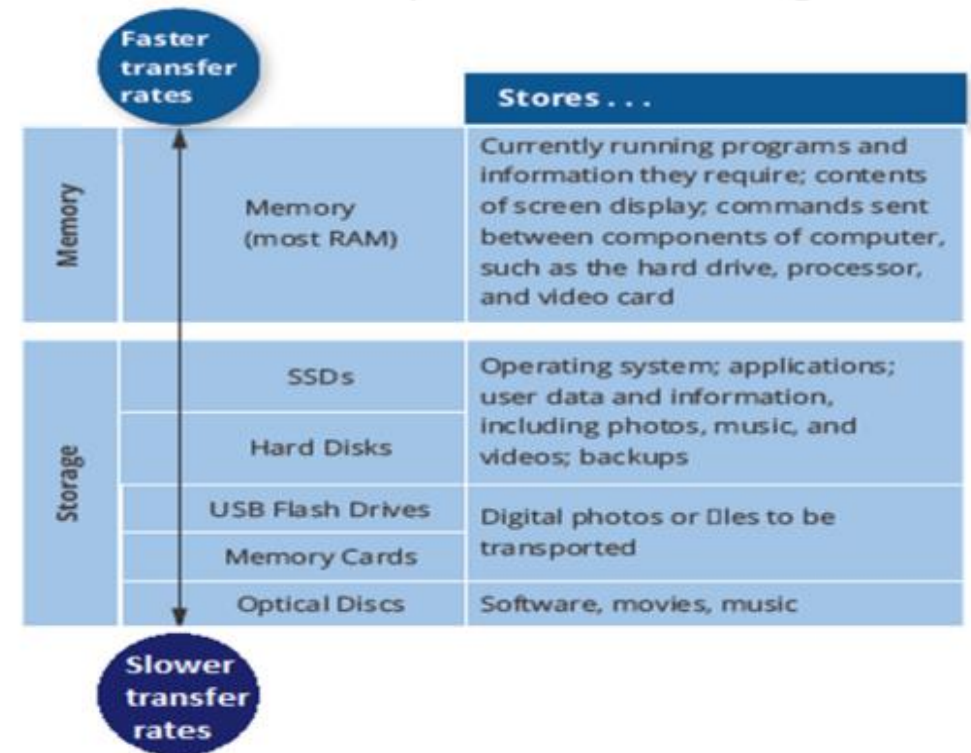 Faster
transfer
rates
Stores...
Memory
Memory
(most RAM)
Currently running programs and
information they require; contents
of screen display; commands sent
between components of computer,
such as the hard drive, processor,
and video card
Storage
SSDs
Hard Disks
Operating system; applications;
user data and information,
including photos, music, and
videos; backups
USB Flash Drives
Memory Cards
Digital photos or □les to be
transported
Optical Discs
Software, movies, music
Slower
transfer
rates